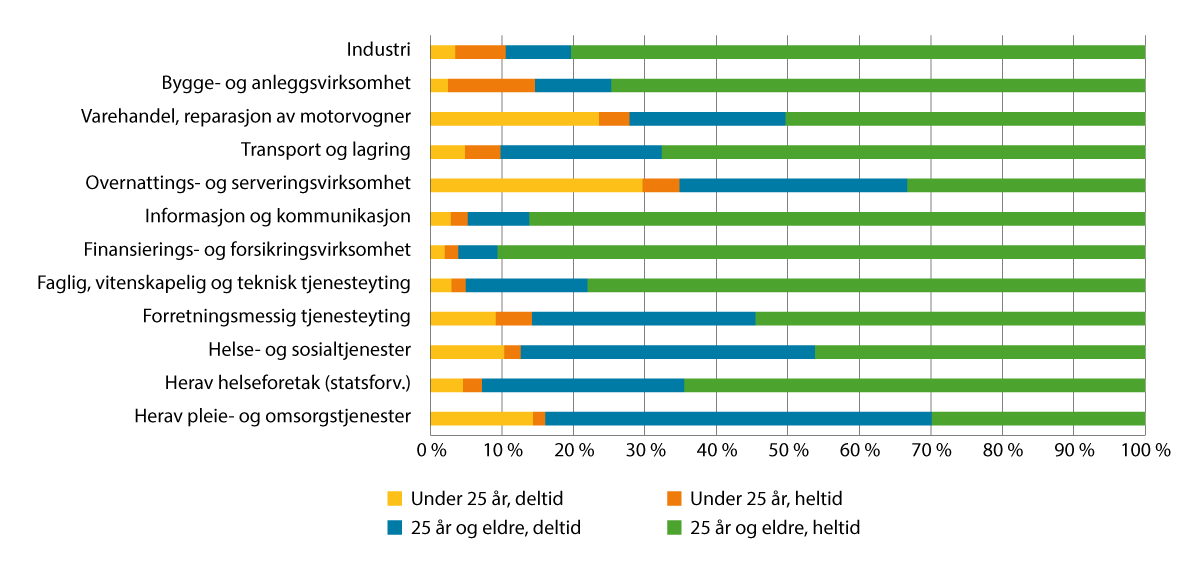 Industri
Bygge- og anleggsvirksomhet
Varehandel, reparasjon av motorvogner
Transport og lagring
Overnattings- og serveringsvirksomhet
Informasjon og kommunikasjon
Finansierings- og forsikringsvirksomhet
Faglig, vitenskapelig og teknisk tjenesteyting
Forretningsmessig tjenesteyting
Helse- og sosialtjenester
Herav helseforetak (statsforv.)
Herav pleie- og omsorgstjenester
0 % 10 % 20 % 30 % 40 % 50 % 60 % 70 % 80 % 90 % 100 %
Under 25 år, deltid Under 25 år, heltid
25 år og eldre, deltid 25 år og eldre, heltid